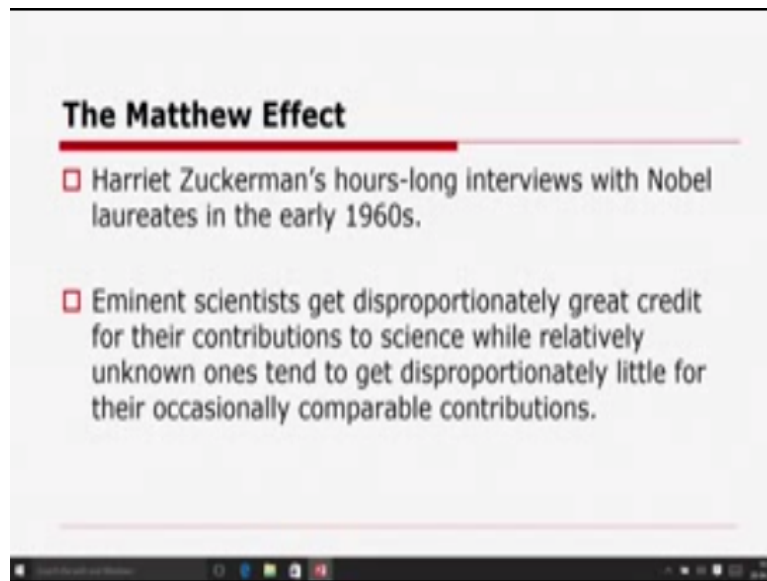 The Matthew Effect
Harriet Zuckerman's hours-long interviews with Nobel
laureates in the early 1960s.
Eminent scientists get disproportionately great credit
for their contributions to science while relatively
unknown ones tend to get disproportionately little for
their occasionally comparable contributions.